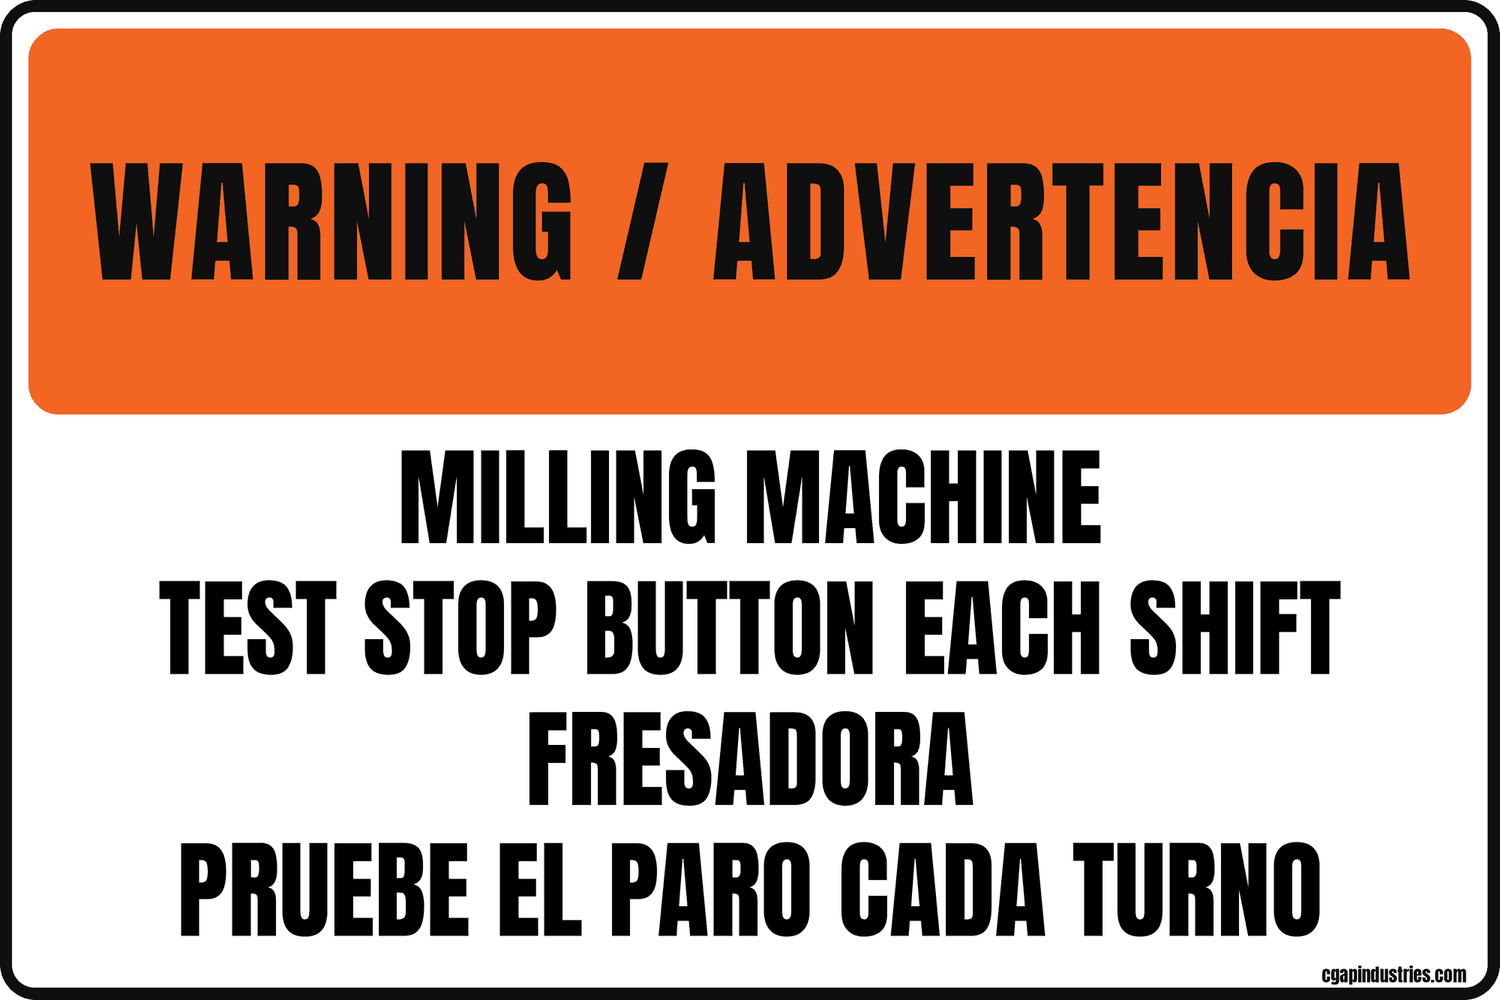 WARNING / ADVERTENCIA
MILLING MACHINE
TEST STOP BUTTON EACH SHIFT
FRESADORA
PRUEBE EL PARO CADA TURNO
cgapindustries.com